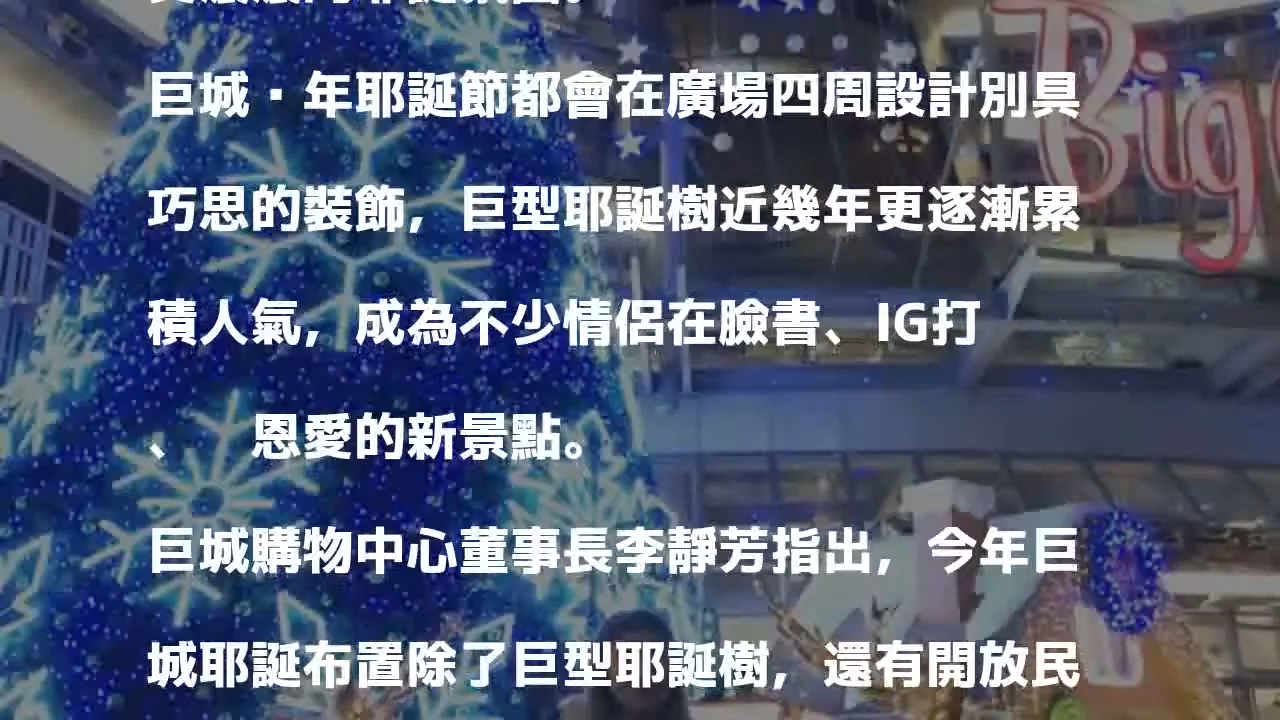 巨城·年耶誕節都會在廣場四周設計別具
巧思的裝飾，巨型耶誕樹近幾年更逐漸累
積人氣，成為不少情侶在臉書、IG打
、　恩愛的新景點。
巨城購物中心董事長李靜芳指出，今年巨
城耶誕布置除了巨型耶誕樹，還有開放民
Big